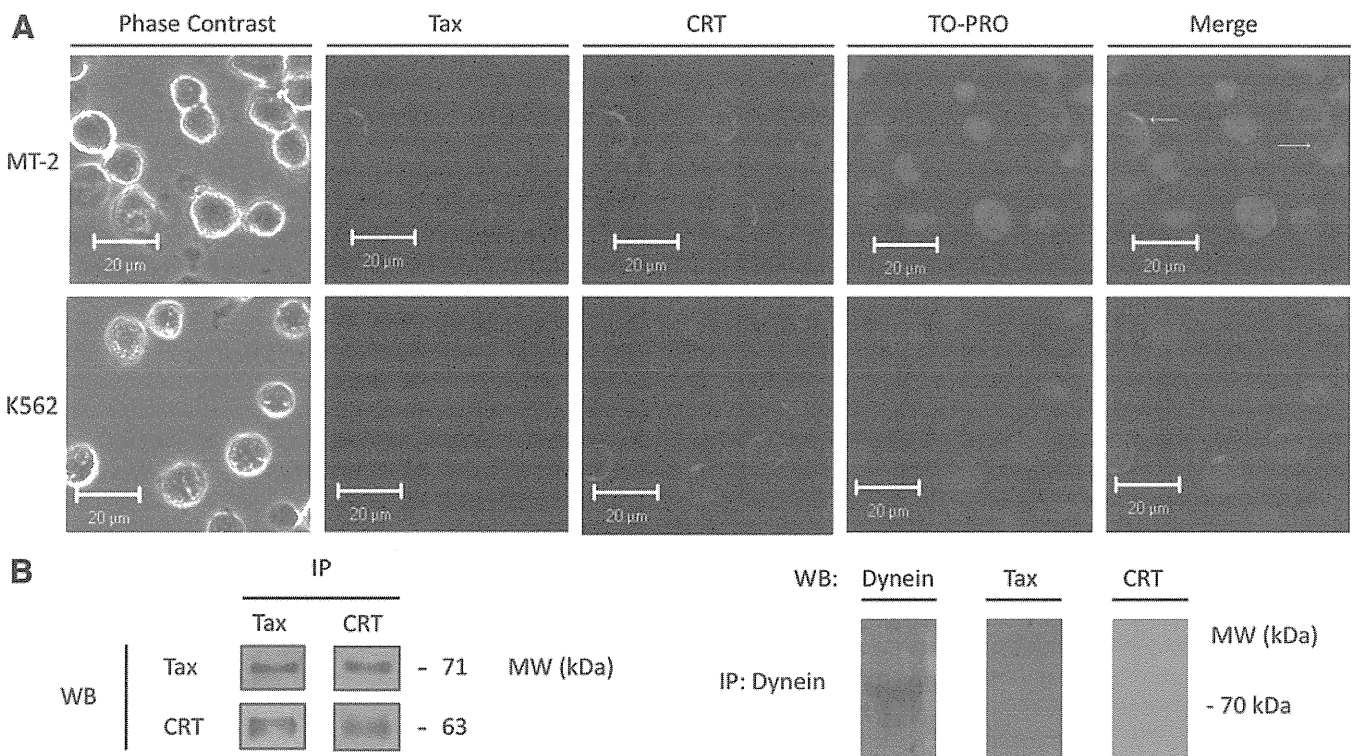 A
Phase Contrast Tax CRT TO-PRO Merge
MT-2
20 µm 20 µm 20 µm 20 µm 20 µm
K562
20 µm 20 µm 20 µm 20 µm 20 µm
B
IP
Tax CRT
WB
Tax - 71 MW (kDa)
CRT - 63
WB: Dynein Tax CRT
MW (kDa)
IP: Dynein
- 70 kDa